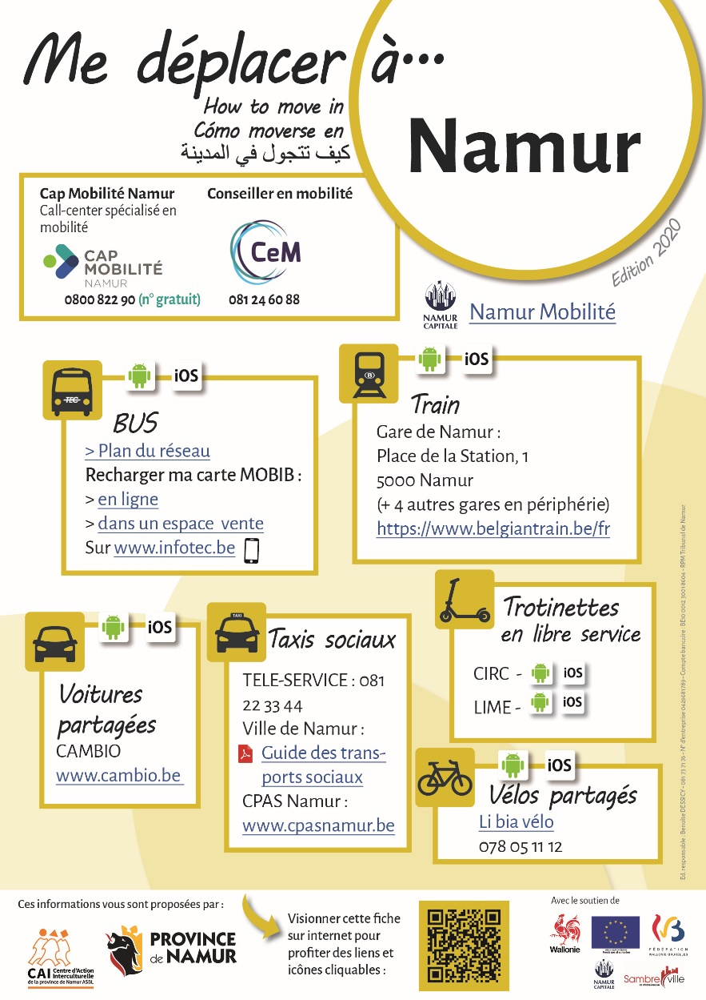 Me déplacer à...
How to move in
Cómo moverse en
كيف تتجول في المدينة
Namur
Edition 2020
Cap Mobilité Namur
Call-center spécialisé en
mobilité
CAP
MOBILITÉ
NAMUR
0800 822 90 (n° gratuit)
Conseiller en mobilité
CeM
081 24 60 88
NAMUR
CAPITALE
Namur Mobilité
TEC
iOS
BUS
> Plan du réseau
Recharger ma carte MOBIB :
> en ligne
> dans un espace vente
Sur www.infotec.be
B
iOS
Train
Gare de Namur :
Place de la Station, 1
5000 Namur
(+ 4 autres gares en périphérie)
https://www.belgiantrain.be/fr
iOS
Voitures
partagées
CAMBIO
www.cambio.be
TAXI
Taxis sociaux
TELE-SERVICE : 081
22 33 44
Ville de Namur :
Guide des trans-
ports sociaux
CPAS Namur :
www.cpasnamur.be
Trotinettes
en libre service
CIRC - iOS
LIME - iOS
iOS
Vélos partagés
Li bia vélo
078 05 11 12
Ed. responsable : Benoîte DESSICY - 081 73 71 76 - N° d'entreprise 0429081789 - Compte bancaire : BE10 0012 3001 8604 - RPM Tribunal de Namur
Ces informations vous sont proposées par :
CAI Centre d'Action
Interculturelle
de la province de Namur ASBL
PROVINCE
de NAMUR
Visionner cette fiche
sur internet pour
profiter des liens et
icônes cliquables :
Avec le soutien de
Wallonie
FÉDÉRATION
WALLONIE-BRUXELLES
NAMUR
CAPITALE
Sambreville